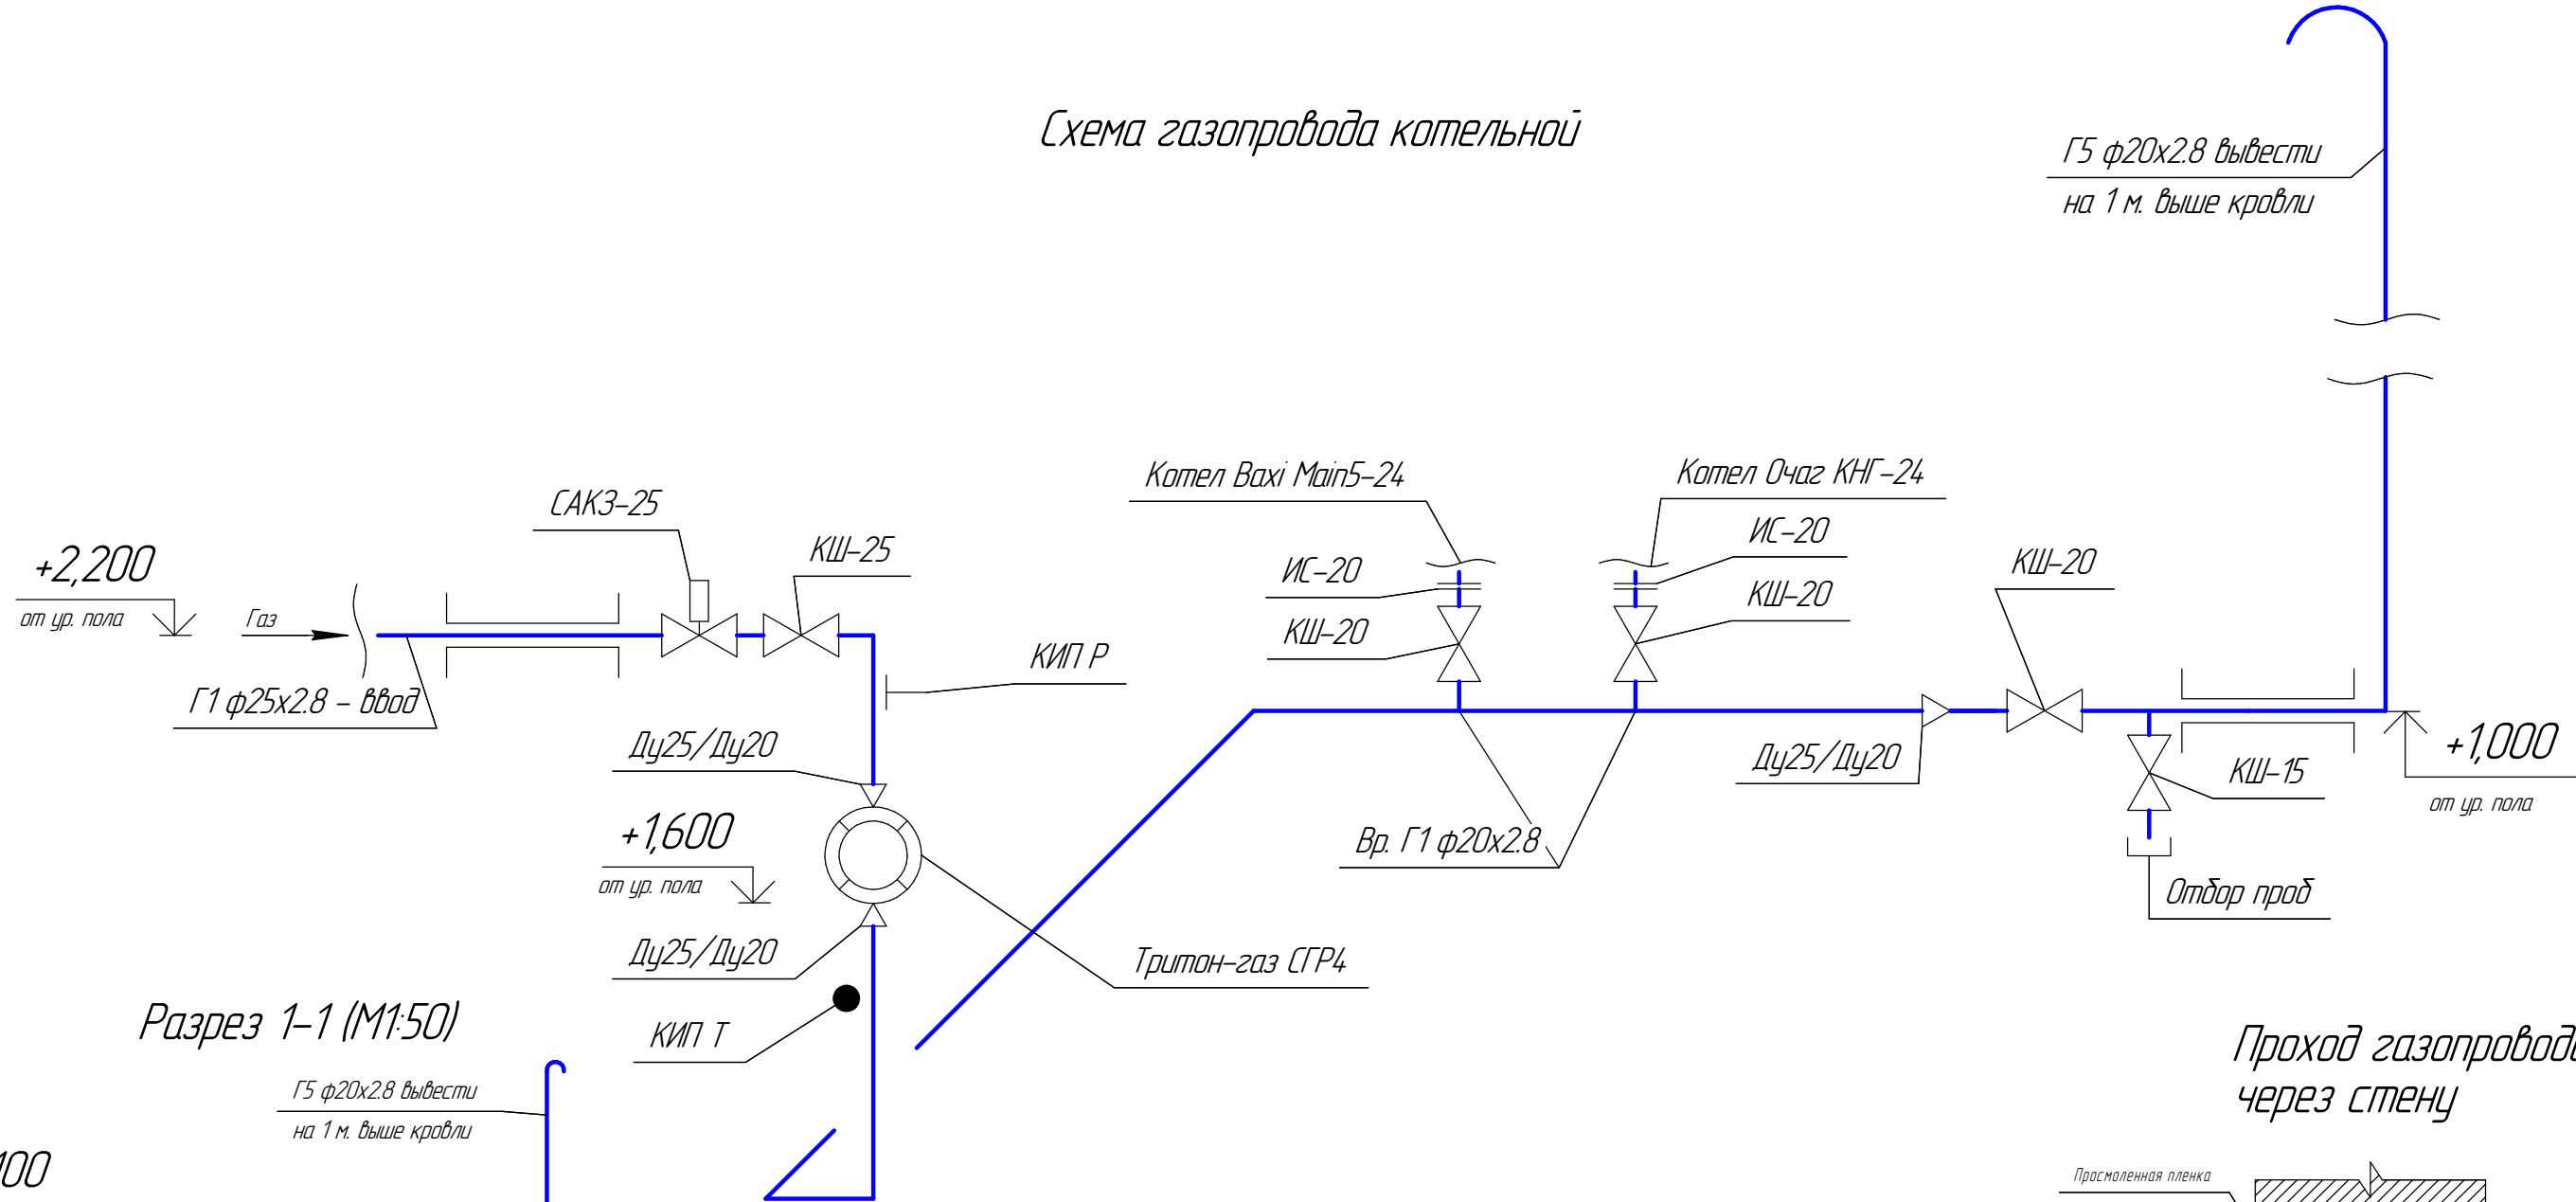 Схема газопровода котельной
Г5 ф20х2.8 вывести
на 1 м. выше кровли
Котел Baxi Main5-24
Котел Очаг КНГ-24
САКЗ-25
ИС-20
КШ-25
+2,200
от ур. пола
Газ
ИС-20
КШ-20
КШ-20
КШ-20
КИП Р
Г1 ф25х2.8 - ввод
Ду25/Ду20
Ду25/Ду20
+1,000
от ур. пола
КШ-15
+1,600
от ур. пола
Вр. Г1 ф20х2.8
Отбор проб
Ду25/Ду20
Тритон-газ СГР4
КИП Т
Разрез 1-1 (М1:50)
Г5 ф20х2.8 вывести
на 1 м. выше кровли
Проход газопровод
через стену
Просмоленная пленка